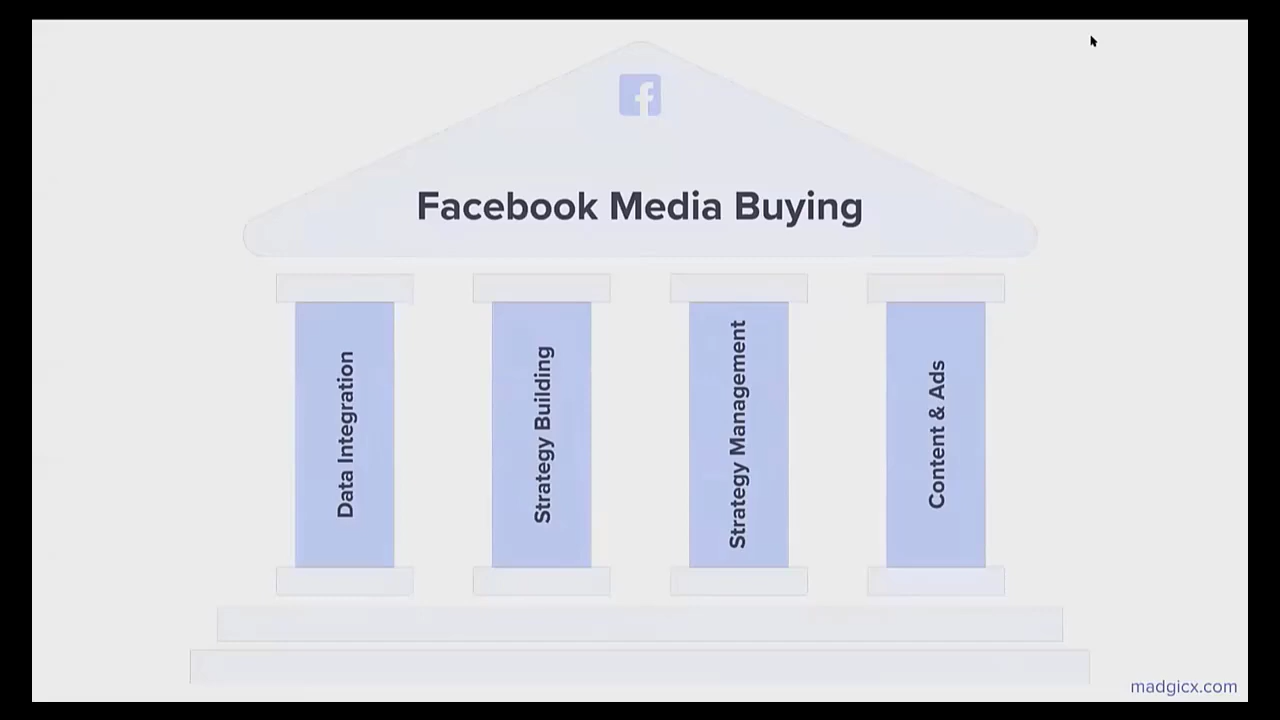 Facebook Media Buying
Data Integration
Strategy Building
Strategy Management
Content & Ads
madgicx.com